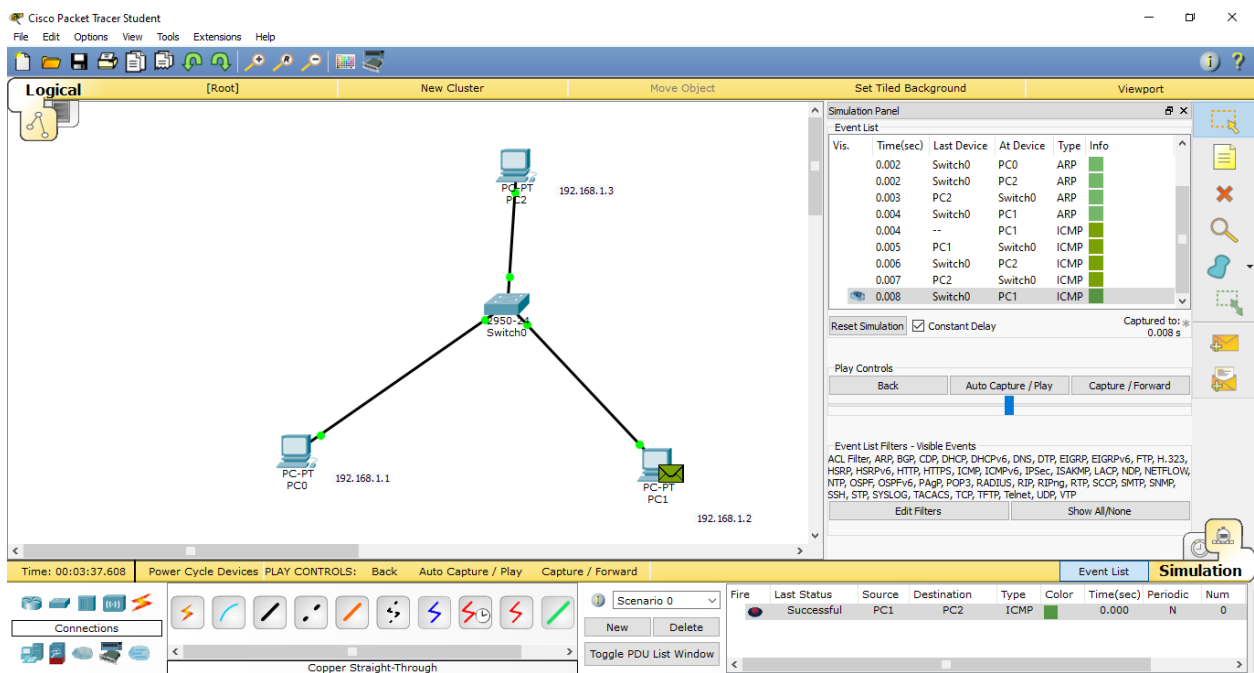 Cisco Packet Tracer Student
File Edit Options View Tools Extensions Help
Logical [Root] New Cluster Move Object Set Tiled Background Viewport
PC-PT
PC2
192.168.1.3
2950-24
Switch0
PC-PT
PC0
192.168.1.1
PC-PT
PC1
192.168.1.2
Simulation Panel
Event List
Vis. Time(sec) Last Device At Device Type Info
0.002 Switch0 PC0 ARP
0.002 Switch0 PC2 ARP
0.003 PC2 Switch0 ARP
0.004 Switch0 PC1 ARP
0.004 -- PC1 ICMP
0.005 PC1 Switch0 ICMP
0.006 Switch0 PC2 ICMP
0.007 PC2 Switch0 ICMP
0.008 Switch0 PC1 ICMP
Reset Simulation Constant Delay Captured to: *
0.008 s
Play Controls
Back Auto Capture / Play Capture / Forward
Event List Filters - Visible Events
ACL Filter, ARP, BGP, CDP, DHCP, DHCPv6, DNS, DTP, EIGRP, EIGRPv6, FTP, H.323,
HSRP, HSRPv6, HTTP, HTTPS, ICMP, ICMPv6, IPSec, ISAKMP, LACP, NDP, NETFLOW,
NTP, OSPF, OSPFv6, PAgP, POP3, RADIUS, RIP, RIPng, RTP, SCCP, SMTP, SNMP,
SSH, STP, SYSLOG, TACACS, TCP, TFTP, Telnet, UDP, VTP
Edit Filters Show All/None
Time: 00:03:37.608 Power Cycle Devices PLAY CONTROLS: Back Auto Capture / Play Capture / Forward Event List Simulation
Connections
Copper Straight-Through
Scenario 0
New Delete
Toggle PDU List Window
Fire Last Status Source Destination Type Color Time(sec) Periodic Num
Successful PC1 PC2 ICMP 0.000 N 0